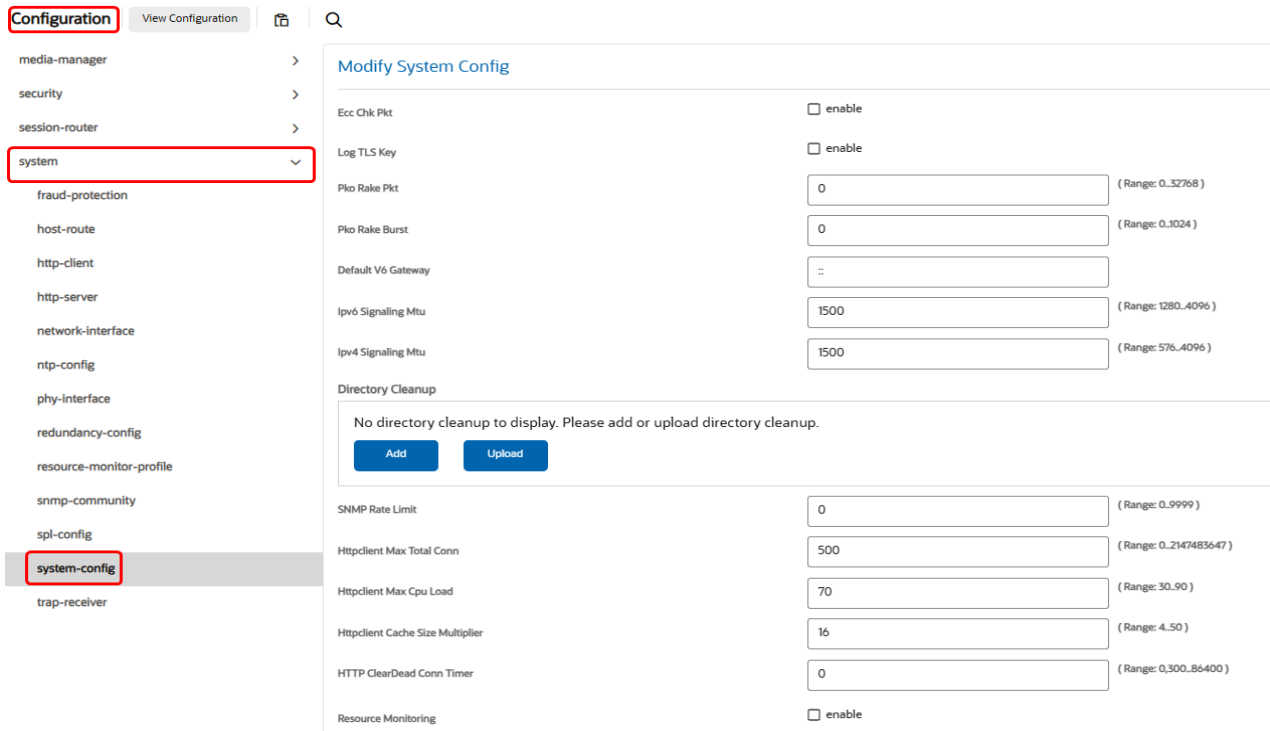 Configuration View Configuration
media-manager
security
session-router
system
fraud-protection
host-route
http-client
http-server
network-interface
ntp-config
phy-interface
redundancy-config
resource-monitor-profile
snmp-community
spl-config
system-config
trap-receiver
Modify System Config
Ecc Chk Pkt enable
Log TLS Key enable
Pko Rake Pkt 0 ( Range: 0..32768 )
Pko Rake Burst 0 ( Range: 0..1024 )
Default V6 Gateway ::
Ipv6 Signaling Mtu 1500 ( Range: 1280..4096 )
Ipv4 Signaling Mtu 1500 ( Range: 576..4096 )
Directory Cleanup
No directory cleanup to display. Please add or upload directory cleanup.
Add Upload
SNMP Rate Limit 0 ( Range: 0..9999 )
Httpclient Max Total Conn 500 ( Range: 0..2147483647 )
Httpclient Max Cpu Load 70 ( Range: 30..90 )
Httpclient Cache Size Multiplier 16 ( Range: 4..50 )
HTTP ClearDead Conn Timer 0 ( Range: 0,300..86400 )
Resource Monitoring enable